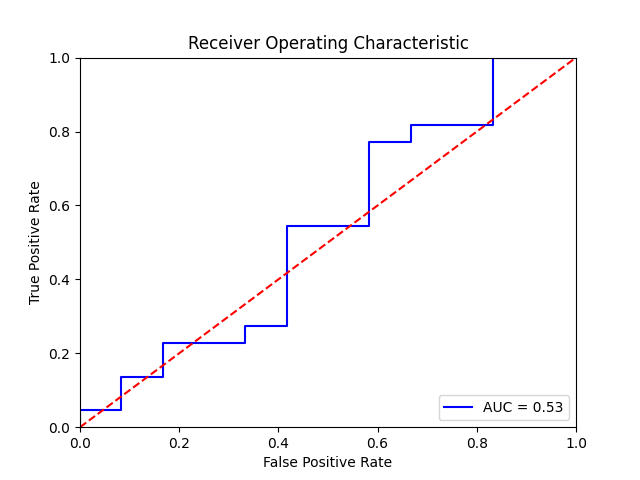 Receiver Operating Characteristic
1.0
0.8
0.6
0.4
0.2
0.0
True Positive Rate
0.0 0.2 0.4 0.6 0.8 1.0
False Positive Rate
AUC = 0.53